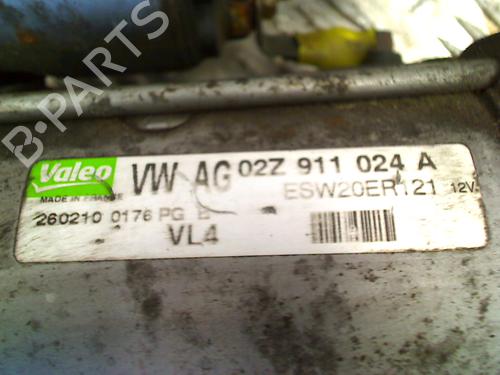 B-PARTS
Valeo VW AG 02Z 911 024 A
MADE IN FRANCE ESW20ER121 12V
260210 0176 PG E
VL4